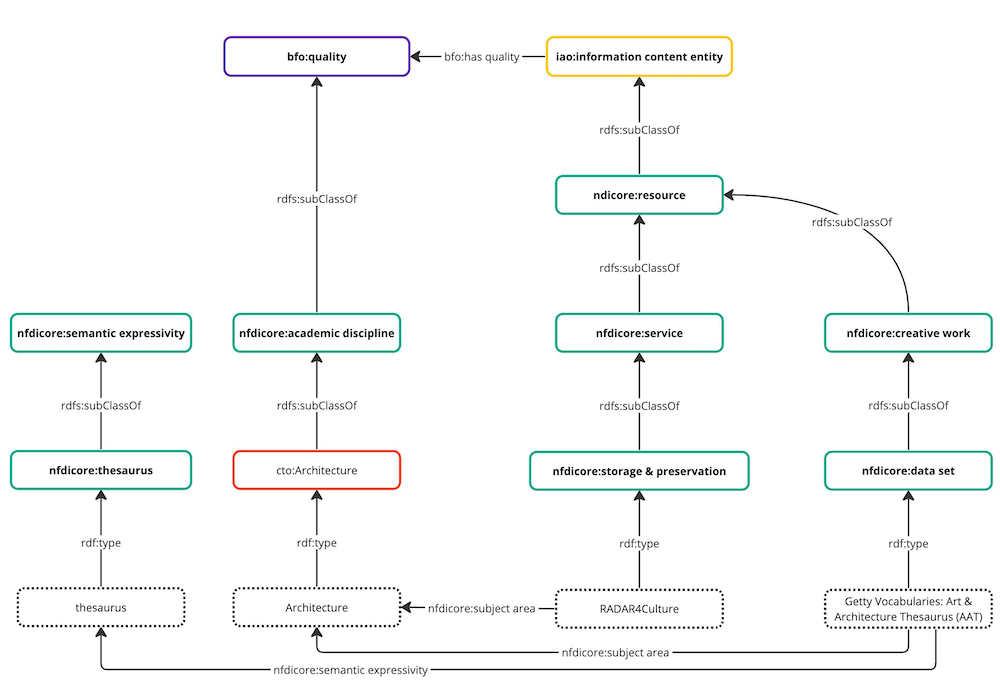 bfo:quality
bfo:has quality
iao:information content entity
rdfs:subClassOf
rdfs:subClassOf
ndicore:resource
rdfs:subClassOf
rdfs:subClassOf
nfdicore:semantic expressivity
nfdicore:academic discipline
nfdicore:service
nfdicore:creative work
rdfs:subClassOf
rdfs:subClassOf
rdfs:subClassOf
rdfs:subClassOf
nfdicore:thesaurus
cto:Architecture
nfdicore:storage & preservation
nfdicore:data set
rdf:type
rdf:type
rdf:type
rdf:type
thesaurus
Architecture
nfdicore:subject area
RADAR4Culture
Getty Vocabularies: Art &
Architecture Thesaurus (AAT)
nfdicore:subject area
nfdicore:semantic expressivity